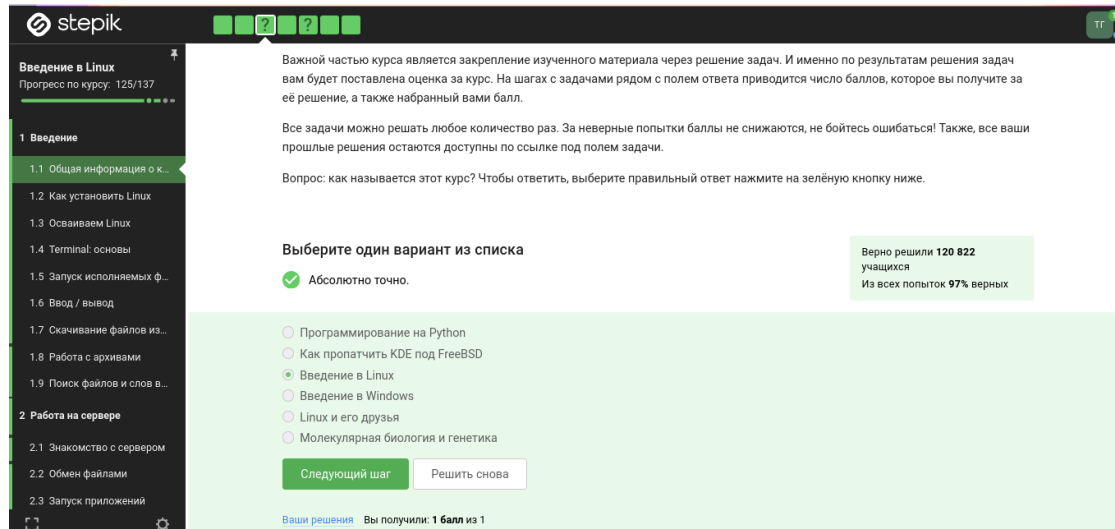 stepik
? ?
ТГ
Введение в Linux
Прогресс по курсу: 125/137
1 Введение
1.1 Общая информация о к...
1.2 Как установить Linux
1.3 Осваиваем Linux
1.4 Terminal: основы
1.5 Запуск исполняемых ф...
1.6 Ввод / вывод
1.7 Скачивание файлов из...
1.8 Работа с архивами
1.9 Поиск файлов и слов в...
2 Работа на сервере
2.1 Знакомство с сервером
2.2 Обмен файлами
2.3 Запуск приложений
Важной частью курса является закрепление изученного материала через решение задач. И именно по результатам решения задач
вам будет поставлена оценка за курс. На шагах с задачами рядом с полем ответа приводится число баллов, которое вы получите за
её решение, а также набранный вами балл.
Все задачи можно решать любое количество раз. За неверные попытки баллы не снижаются, не бойтесь ошибаться! Также, все ваши
прошлые решения остаются доступны по ссылке под полем задачи.
Вопрос: как называется этот курс? Чтобы ответить, выберите правильный ответ нажмите на зелёную кнопку ниже.
Выберите один вариант из списка
Абсолютно точно.
Верно решили 120 822
учащихся
Из всех попыток 97% верных
Программирование на Python
Как пропатчить KDE под FreeBSD
Введение в Linux
Введение в Windows
Linux и его друзья
Молекулярная биология и генетика
Следующий шаг
Решить снова
Ваши решения Вы получили: 1 балл из 1